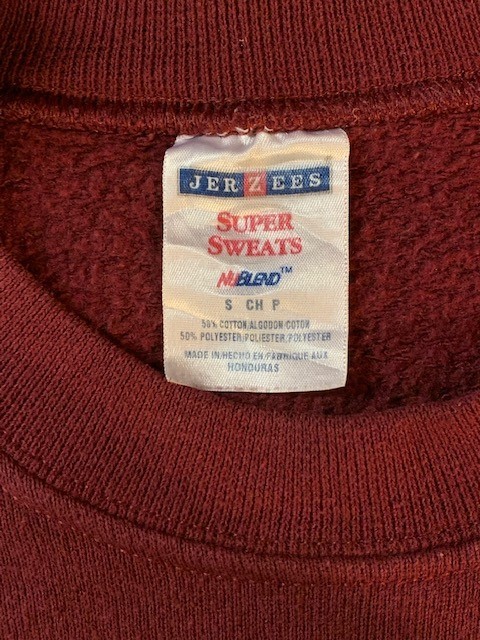 JERZEES
SUPER
SWEATS
NUBLEND™
S CH P
50% COTTON/ALGODON/COTON
50% POLYESTER/POLIESTER/POLYESTER
MADE IN/HECHO EN/FABRIQUE AUX
HONDURAS